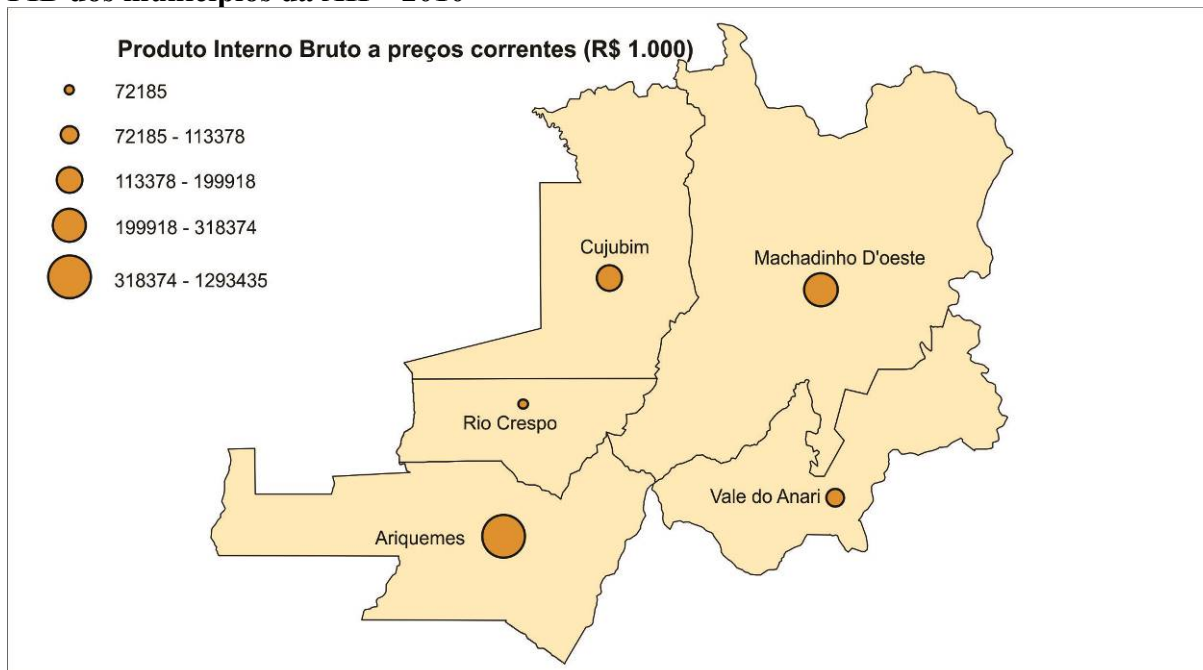 Produto Interno Bruto a preços correntes (R$ 1.000)
72185
72185 - 113378
113378 - 199918
199918 - 318374
318374 - 1293435
Cujubim
Machadinho D'oeste
Rio Crespo
Vale do Anari
Ariquemes